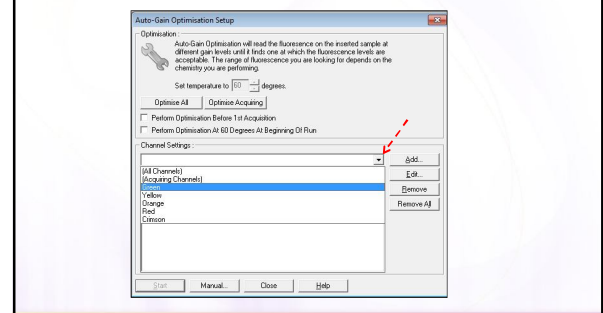 Auto-Gain Optimisation Setup
Optimisation :
Auto-Gain Optimisation will read the fluoresence on the inserted sample at
different gain levels until it finds one at which the fluorescence levels are
acceptable. The range of fluorescence you are looking for depends on the
chemistry you are performing.
Set temperature to 60 degrees.
Optimise All Optimise Acquiring
Perform Optimisation Before 1st Acquisition
Perform Optimisation At 60 Degrees At Beginning Of Run
Channel Settings :
Add...
(All Channels)
Edit...
(Acquiring Channels)
Green
Remove
Yellow
Orange
Remove All
Red
Crimson
Start Manual... Close Help